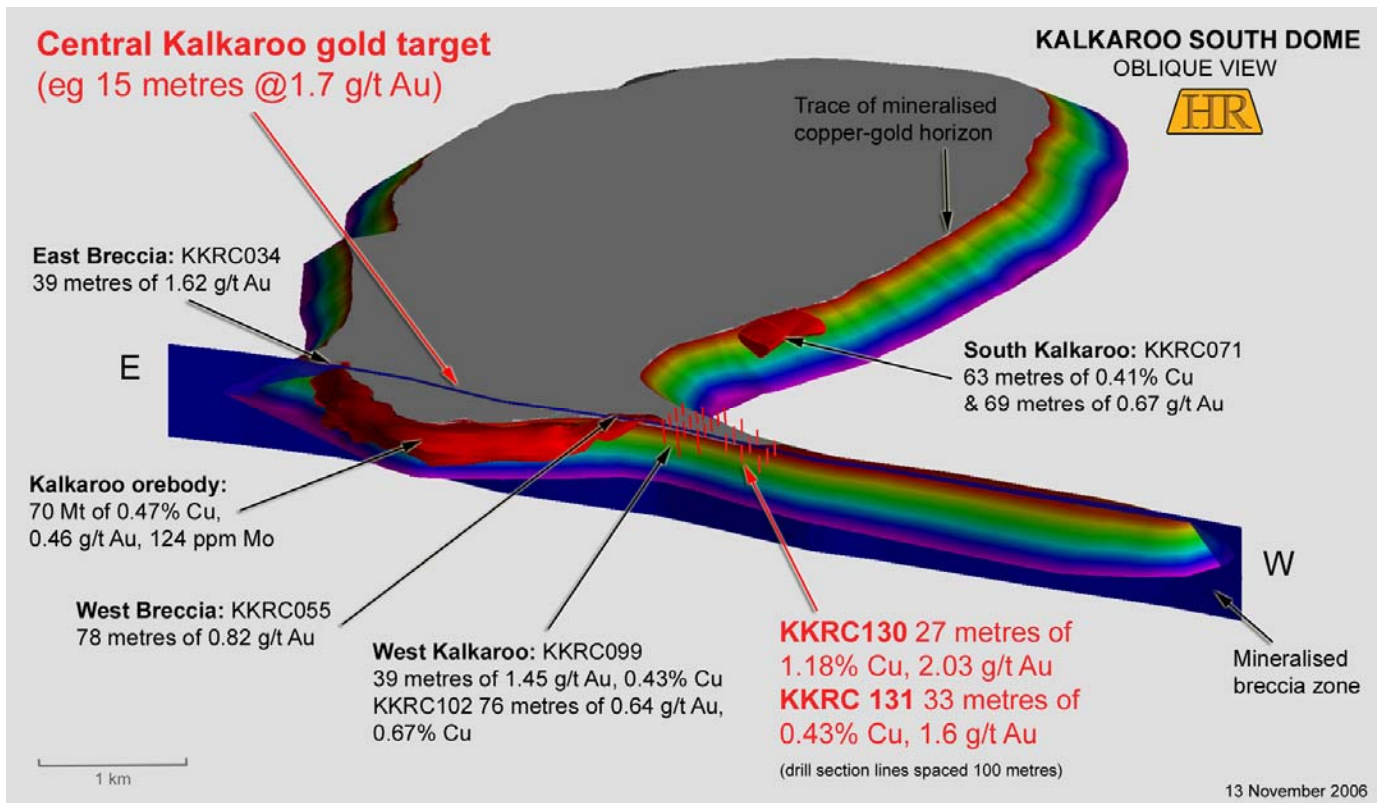 Central Kalkaroo gold target
(eg 15 metres @1.7 g/t Au)
KALKAROO SOUTH DOME
OBLIQUE VIEW
HR
Trace of mineralised
copper-gold horizon
East Breccia: KKRC034
39 metres of 1.62 g/t Au
E
South Kalkaroo: KKRC071
63 metres of 0.41% Cu
& 69 metres of 0.67 g/t Au
Kalkaroo orebody:
70 Mt of 0.47% Cu,
0.46 g/t Au, 124 ppm Mo
W
West Breccia: KKRC055
78 metres of 0.82 g/t Au
West Kalkaroo: KKRC099
39 metres of 1.45 g/t Au, 0.43% Cu
KKRC102 76 metres of 0.64 g/t Au,
0.67% Cu
KKRC130 27 metres of
1.18% Cu, 2.03 g/t Au
KKRC 131 33 metres of
0.43% Cu, 1.6 g/t Au
(drill section lines spaced 100 metres)
Mineralised
breccia zone
1 km
13 November 2006